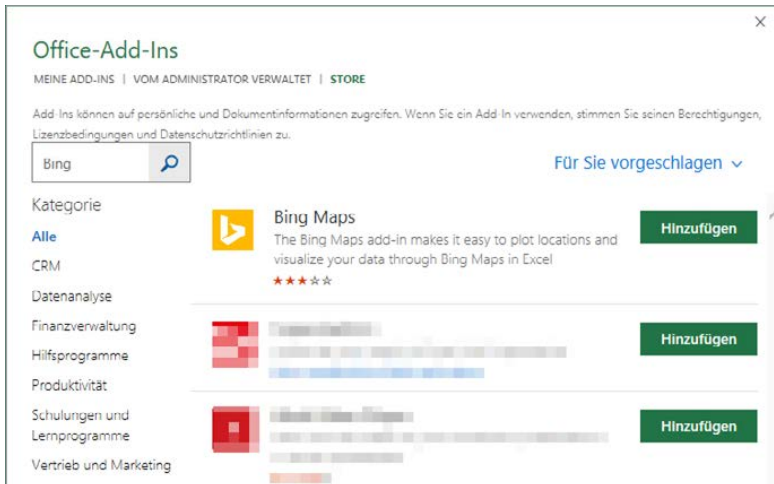 Office-Add-Ins
MEINE ADD-INS | VOM ADMINISTRATOR VERWALTET | STORE
Add-Ins können auf persönliche und Dokumentinformationen zugreifen. Wenn Sie ein Add-In verwenden, stimmen Sie seinen Berechtigungen,
Lizenzbedingungen und Datenschutzrichtlinien zu.
Bing
Für Sie vorgeschlagen
Kategorie
Alle
CRM
Datenanalyse
Finanzverwaltung
Hilfsprogramme
Produktivität
Schulungen und
Lernprogramme
Vertrieb und Marketing
Bing Maps
The Bing Maps add-in makes it easy to plot locations and
visualize your data through Bing Maps in Excel
Hinzufügen
Hinzufügen
Hinzufügen